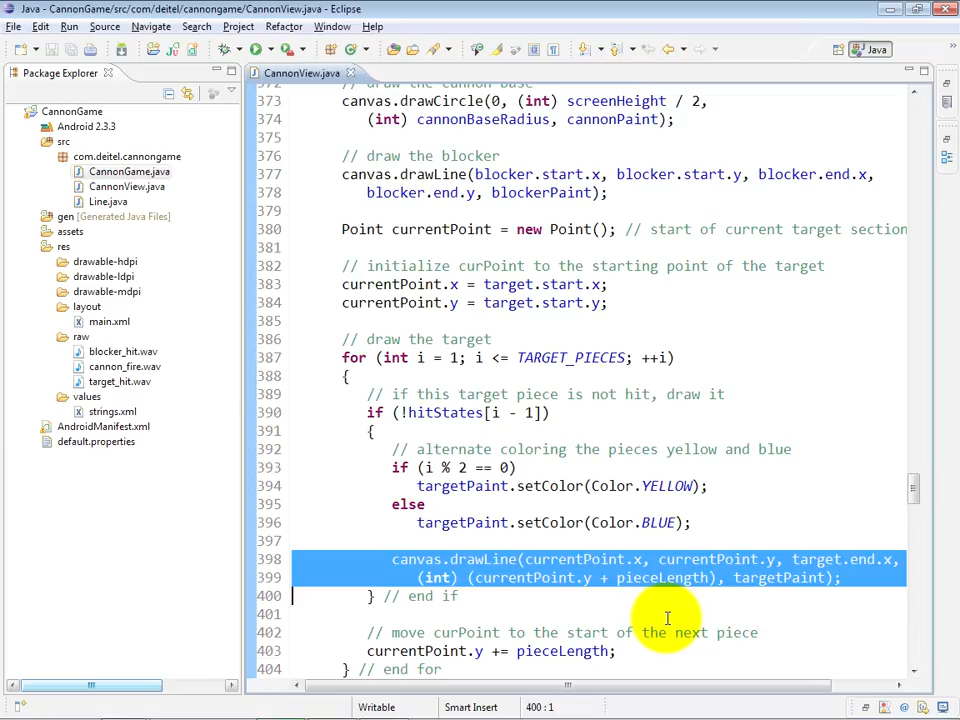 Java - CannonGame/src/com/deitel/cannongame/CannonView.java - Eclipse
File Edit Run Source Navigate Search Project Refactor Window Help
Java
Package Explorer
CannonView.java
CannonGame
Android 2.3.3
src
com.deitel.cannongame
CannonGame.java
CannonView.java
Line.java
gen [Generated Java Files]
assets
res
drawable-hdpi
drawable-ldpi
drawable-mdpi
layout
main.xml
raw
blocker_hit.wav
cannon_fire.wav
target_hit.wav
values
strings.xml
AndroidManifest.xml
default.properties
372 // draw the cannon base
373 canvas.drawCircle(0, (int) screenHeight / 2,
374 (int) cannonBaseRadius, cannonPaint);
375
376 // draw the blocker
377 canvas.drawLine(blocker.start.x, blocker.start.y, blocker.end.x,
378 blocker.end.y, blockerPaint);
379
380 Point currentPoint = new Point(); // start of current target section
381
382 // initialize curPoint to the starting point of the target
383 currentPoint.x = target.start.x;
384 currentPoint.y = target.start.y;
385
386 // draw the target
387 for (int i = 1; i <= TARGET_PIECES; ++i)
388 {
389 // if this target piece is not hit, draw it
390 if (!hitStates[i - 1])
391 {
392 // alternate coloring the pieces yellow and blue
393 if (i % 2 == 0)
394 targetPaint.setColor(Color.YELLOW);
395 else
396 targetPaint.setColor(Color.BLUE);
397
398 canvas.drawLine(currentPoint.x, currentPoint.y, target.end.x,
399 (int) (currentPoint.y + pieceLength), targetPaint);
400 } // end if
401
402 // move curPoint to the start of the next piece
403 currentPoint.y += pieceLength;
404 } // end for
Writable Smart Insert 400 : 1